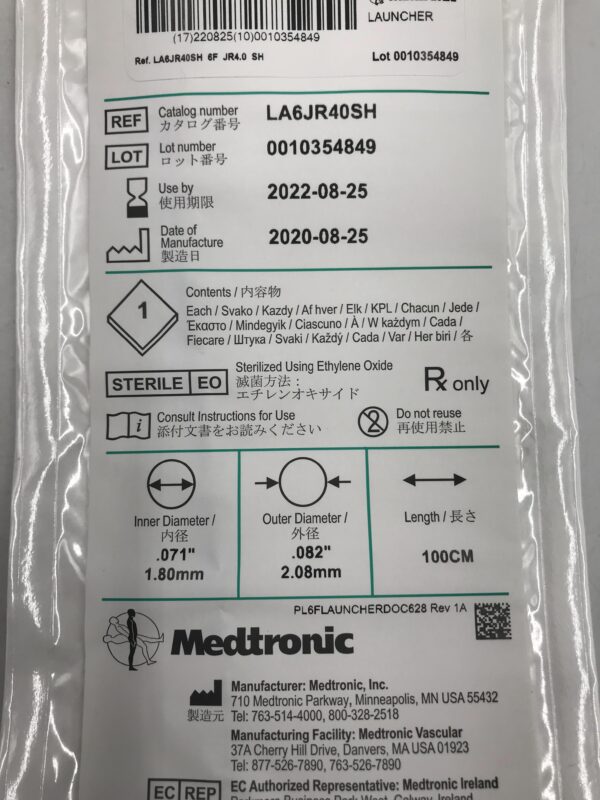 LAUNCHER
(17)220825(10)0010354849
Ref. LA6JR40SH 6F JR4.0 SH
Lot 0010354849
REF
Catalog number
カタログ番号
LA6JR40SH
LOT
Lot number
ロット番号
0010354849
Use by
使用期限
2022-08-25
Date of
Manufacture
製造日
2020-08-25
1
Contents / 内容物
Each / Svako / Kazdy / Af hver / Elk / KPL / Chacun / Jede /
Έκαστο / Mindegyik / Ciascuno / À / W każdym / Cada /
Fiecare / Штука / Svaki / Každý / Cada / Var / Her biri / 各
STERILE EO
Sterilized Using Ethylene Oxide
滅菌方法：
エチレンオキサイド
Rx only
i
Consult Instructions for Use
添付文書をお読みください
2
Do not reuse
再使用禁止
Inner Diameter /
内径
.071"
1.80mm
Outer Diameter /
外径
.082"
2.08mm
Length / 長さ
100CM
PL6FLAUNCHERDOC628 Rev 1A
Medtronic
製造元
Manufacturer: Medtronic, Inc.
710 Medtronic Parkway, Minneapolis, MN USA 55432
Tel: 763-514-4000, 800-328-2518
Manufacturing Facility: Medtronic Vascular
37A Cherry Hill Drive, Danvers, MA USA 01923
Tel: 877-526-7890, 763-526-7890
EC REP
EC Authorized Representative: Medtronic Ireland
Parkmore Business Park West, Galway, Ireland